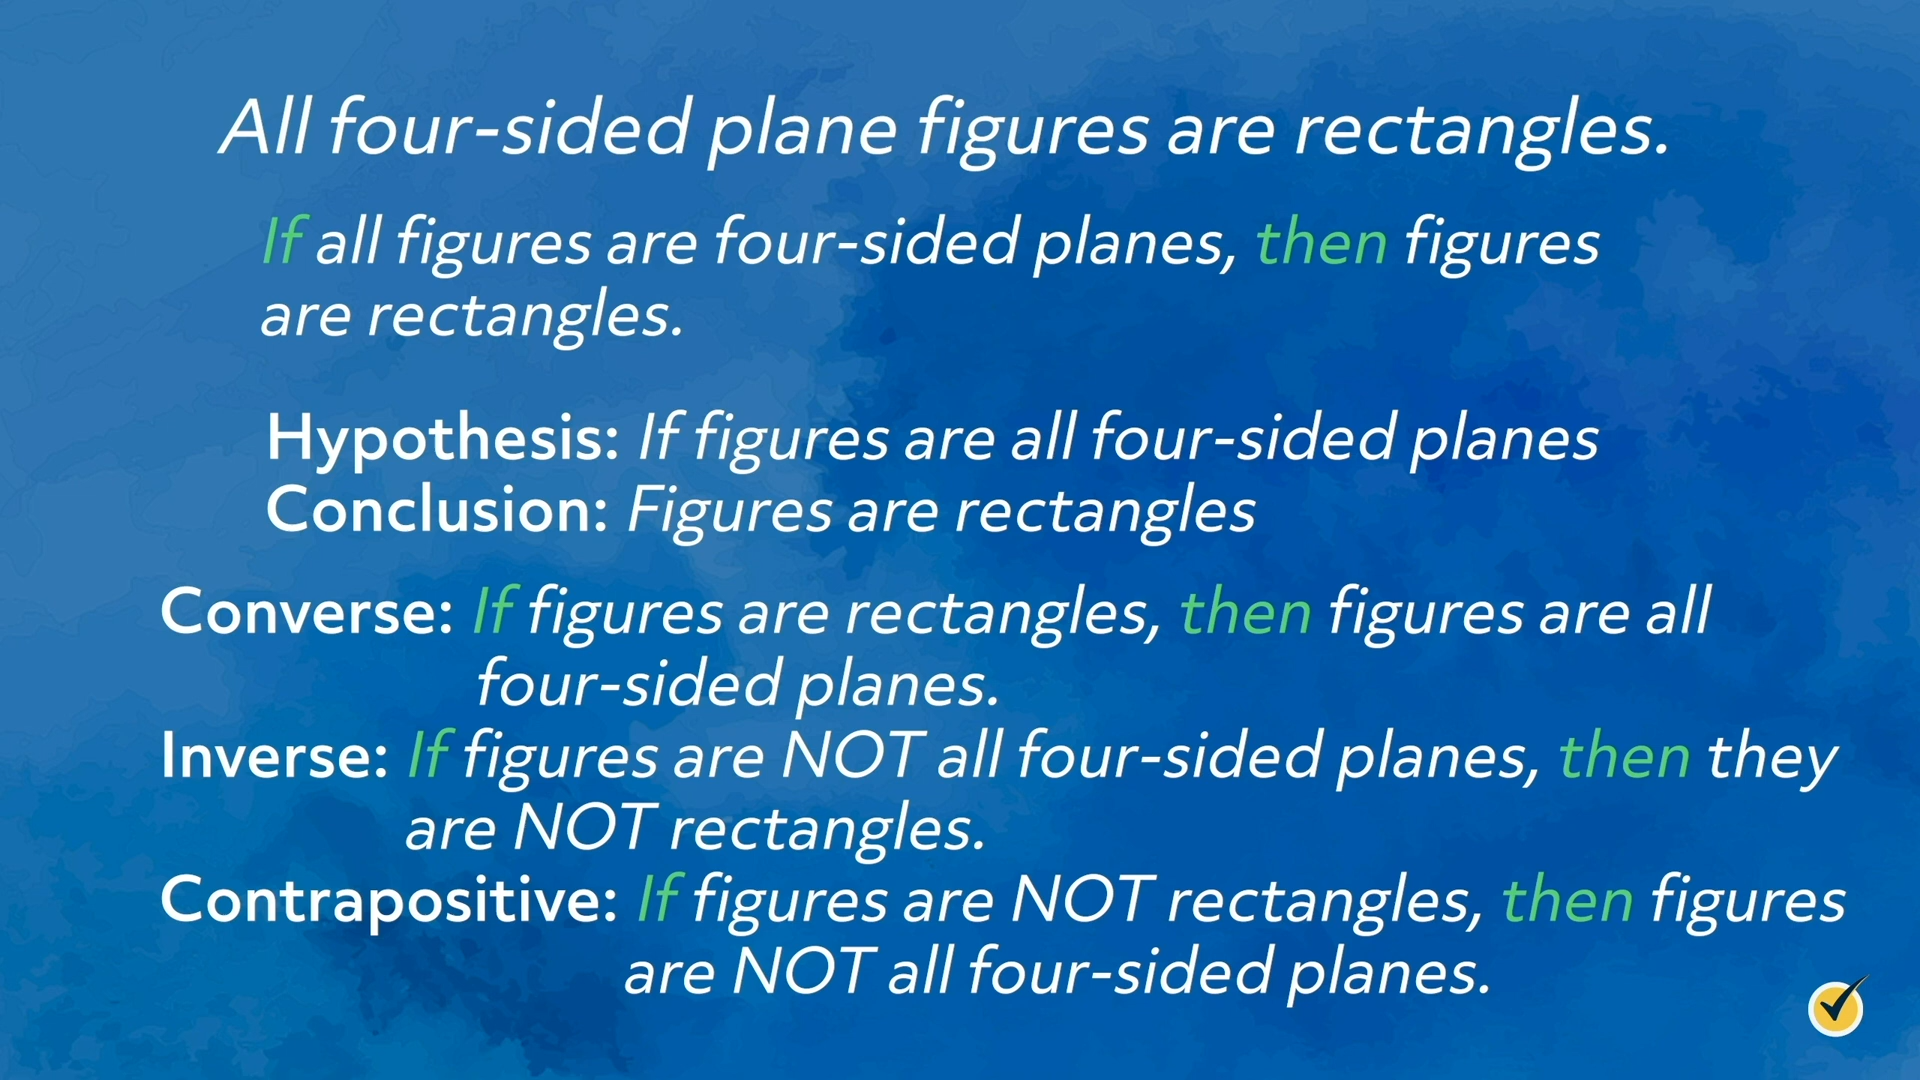 All four-sided plane figures are rectangles.
If all figures are four-sided planes, then figures
are rectangles.
Hypothesis: If figures are all four-sided planes
Conclusion: Figures are rectangles
Converse: If figures are rectangles, then figures are all
four-sided planes.
Inverse: If figures are NOT all four-sided planes, then they
are NOT rectangles.
Contrapositive: If figures are NOT rectangles, then figures
are NOT all four-sided planes.